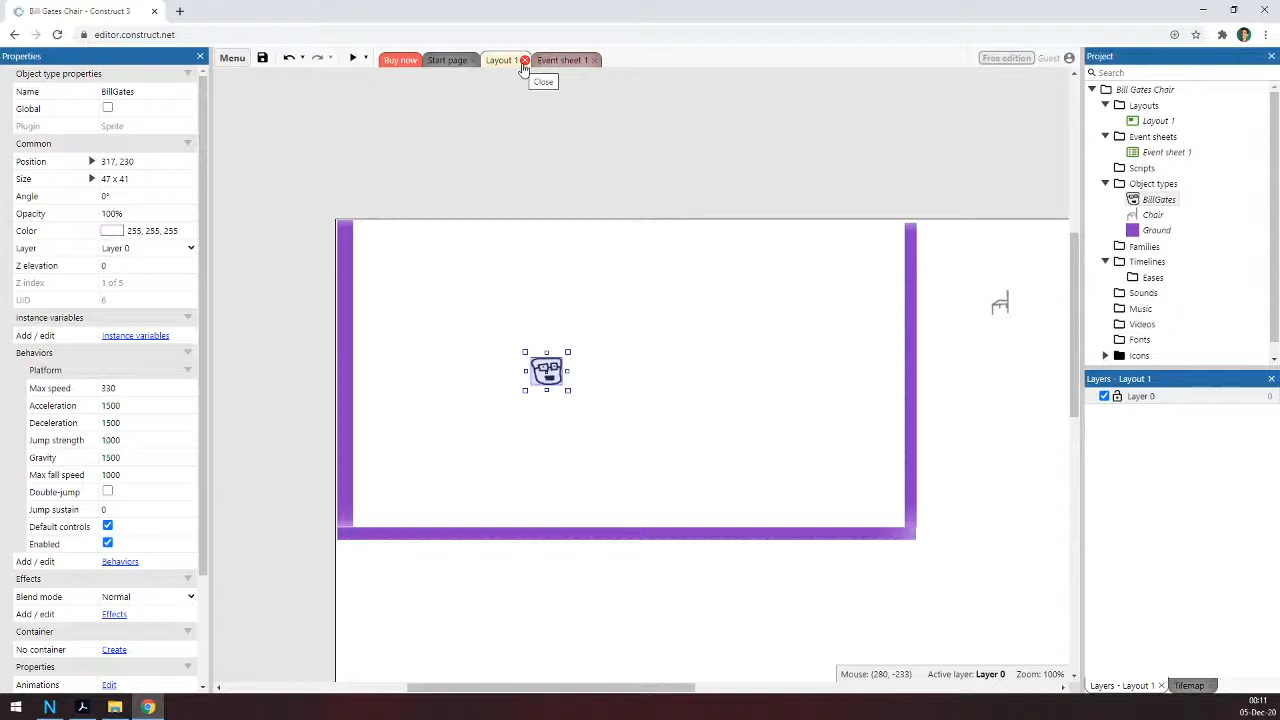 Bill Gates Chair - Construct 3
editor.construct.net
Properties
Menu
Buy now
Start page
Layout 1
Event sheet 1
Free edition
Guest
Project
Close
Object type properties
Name BillGates
Global
Plugin Sprite
Common
Position 317, 230
Size 47 x 41
Angle 0°
Opacity 100%
Color 255, 255, 255
Layer Layer 0
Z elevation 0
Z index 1 of 5
UID 6
Instance variables
Add / edit Instance variables
Behaviors
Platform
Max speed 330
Acceleration 1500
Deceleration 1500
Jump strength 1000
Gravity 1500
Max fall speed 1000
Double-jump
Jump sustain 0
Default controls
Enabled
Add / edit Behaviors
Effects
Blend mode Normal
Add / edit Effects
Container
No container Create
Properties
Animations Edit
Search
Bill Gates Chair
Layouts
Layout 1
Event sheets
Event sheet 1
Scripts
Object types
BillGates
Chair
Ground
Families
Timelines
Eases
Sounds
Music
Videos
Fonts
Icons
Layers - Layout 1
Layer 0 0
Mouse: (280, -233) Active layer: Layer 0 Zoom: 100%
Layers - Layout 1
Tilemap
00:11
05-Dec-20